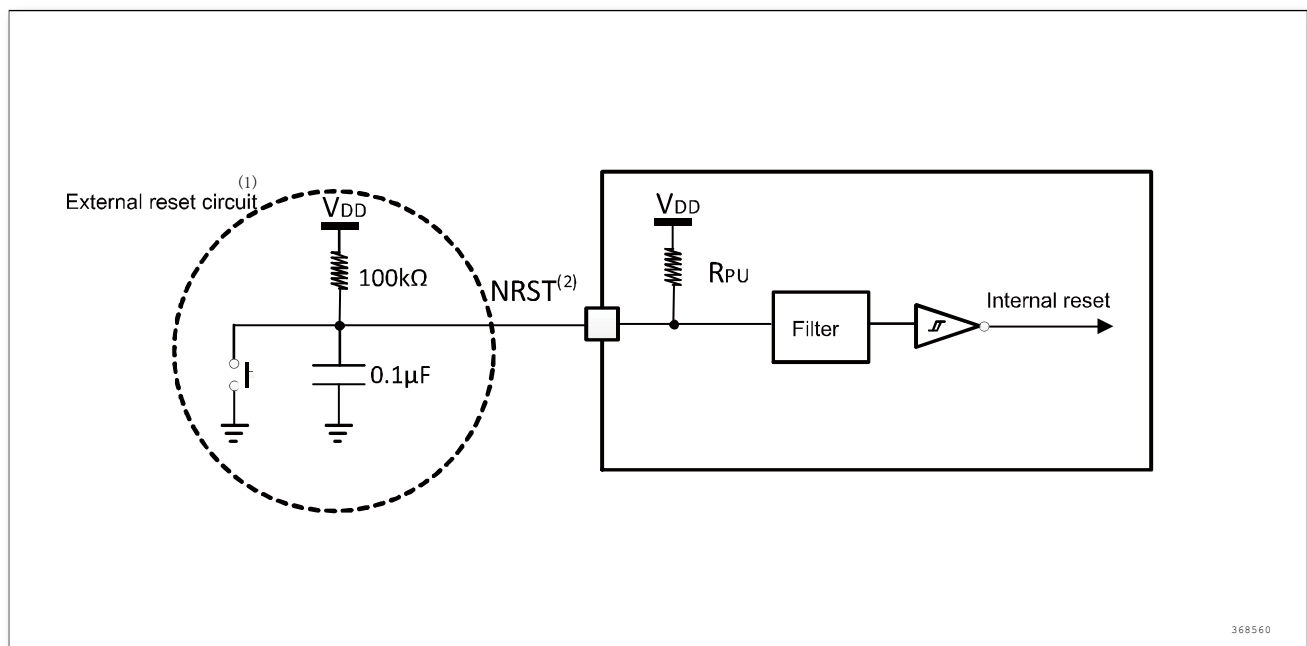 (1)
External reset circuit
VDD
100kΩ
0.1µF
NRST(2)
VDD
RPU
Filter
Internal reset
368560